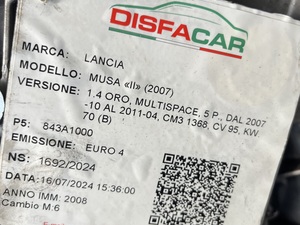 DISFACAR
MARCA: LANCIA
MODELLO: MUSA «II» (2007)
VERSIONE: 1.4 ORO, MULTISPACE, 5 P., DAL 2007
-10 AL 2011-04, CM3 1368, CV 95, KW
70 (B)
P5: 843A1000
EMISSIONE: EURO 4
NS: 1692/2024
DATA: 16/07/2024 15:36:00
ANNO IMM: 2008
Cambio M:6